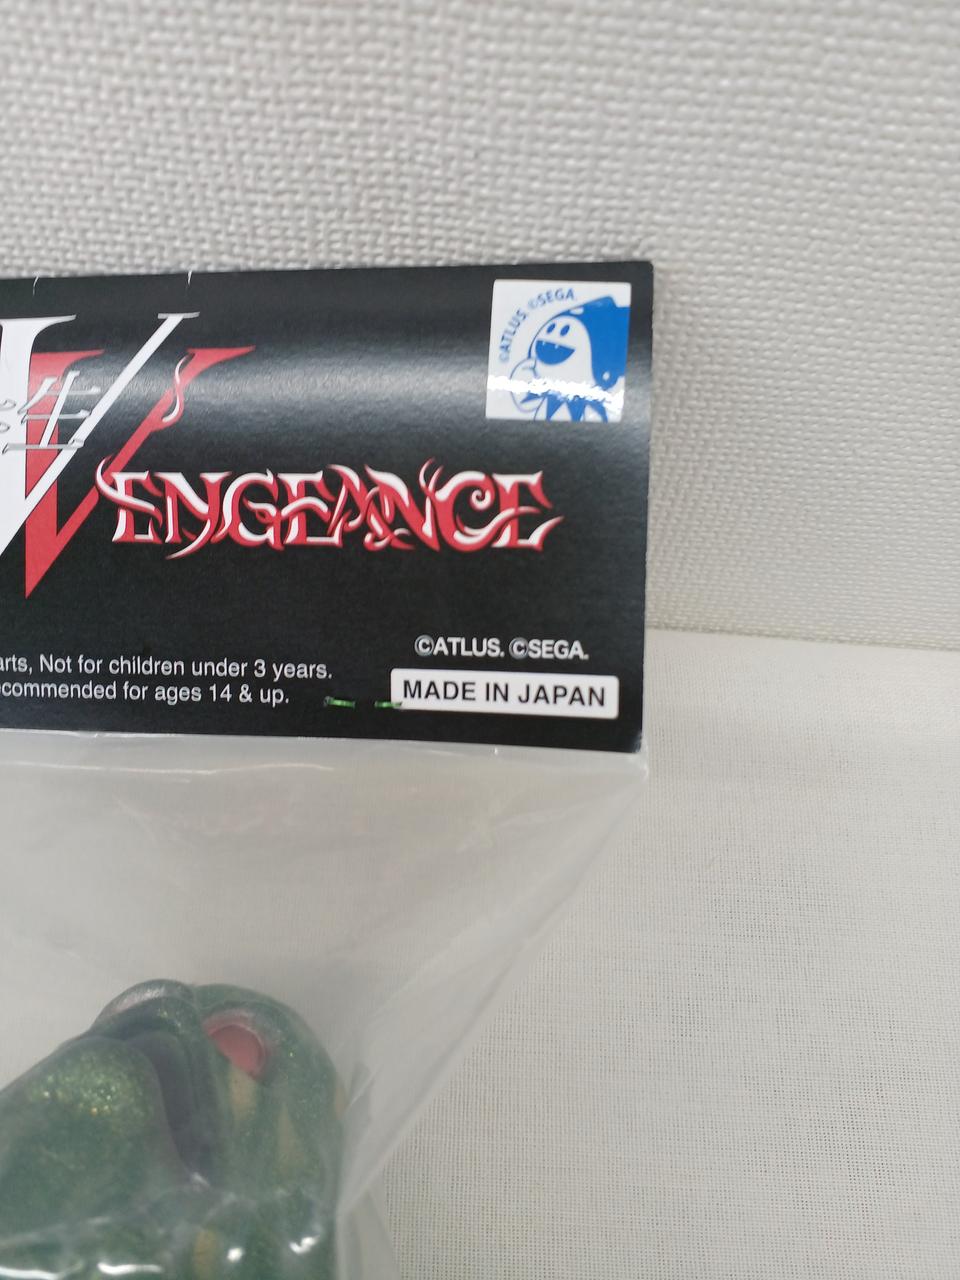 ©ATLUS. ©SEGA.
V
VENGEANCE
©ATLUS. ©SEGA.
arts, Not for children under 3 years.
ecommended for ages 14 & up.
MADE IN JAPAN